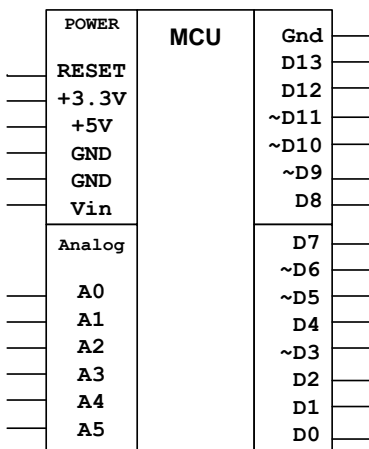 POWER
RESET
+3.3V
+5V
GND
GND
Vin
Analog
A0
A1
A2
A3
A4
A5
MCU
Gnd
D13
D12
~D11
~D10
~D9
D8
D7
~D6
~D5
D4
~D3
D2
D1
D0